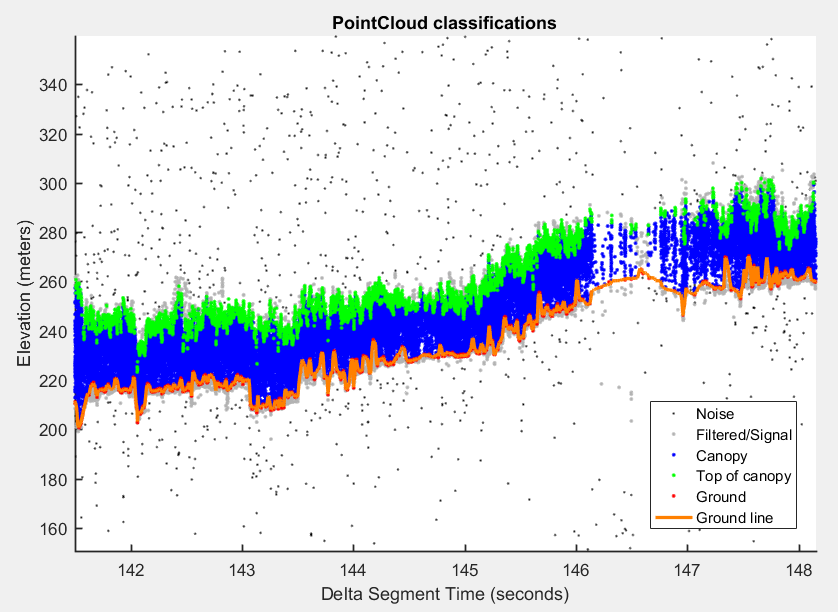 PointCloud classifications
Elevation (meters)
340
320
300
280
260
240
220
200
180
160
142
143
144
145
146
147
148
Delta Segment Time (seconds)
Noise
Filtered/Signal
Canopy
Top of canopy
Ground
Ground line